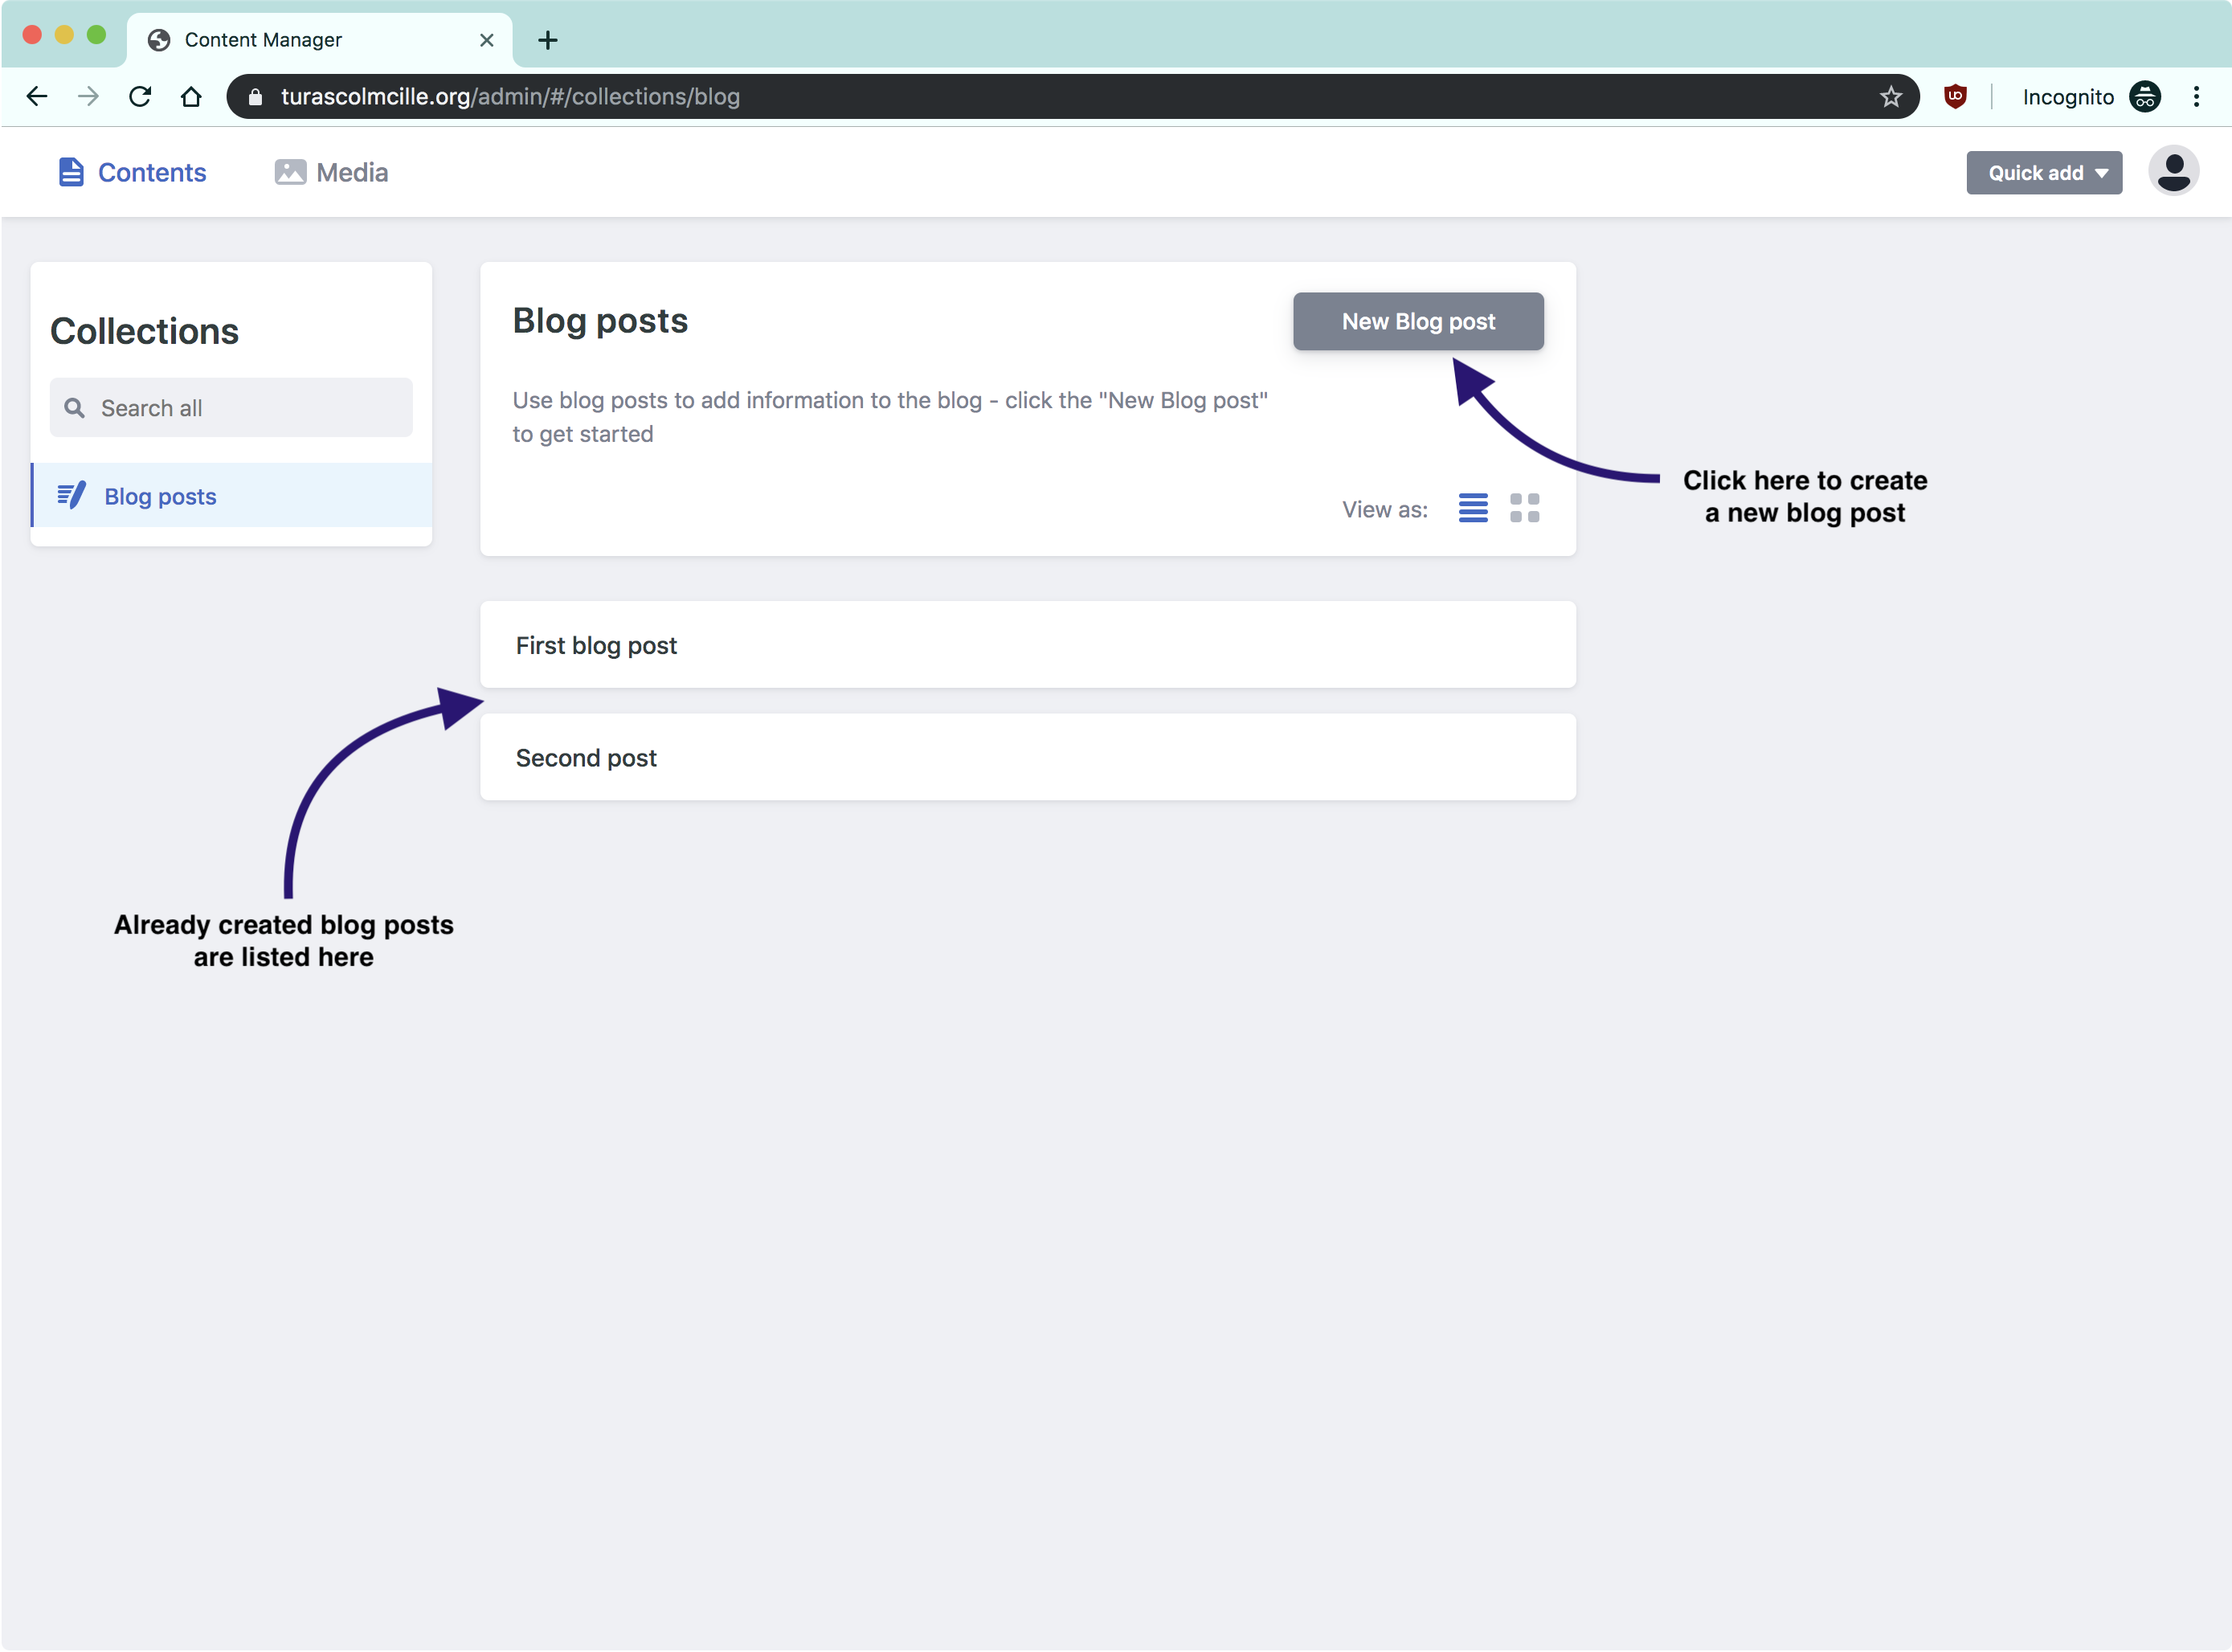 Content Manager
turascolmcille.org/admin/#/collections/blog
Incognito
Contents
Media
Quick add
Collections
Search all
Blog posts
Blog posts
New Blog post
Use blog posts to add information to the blog - click the "New Blog post"
to get started
View as:
Click here to create
a new blog post
First blog post
Second post
Already created blog posts
are listed here